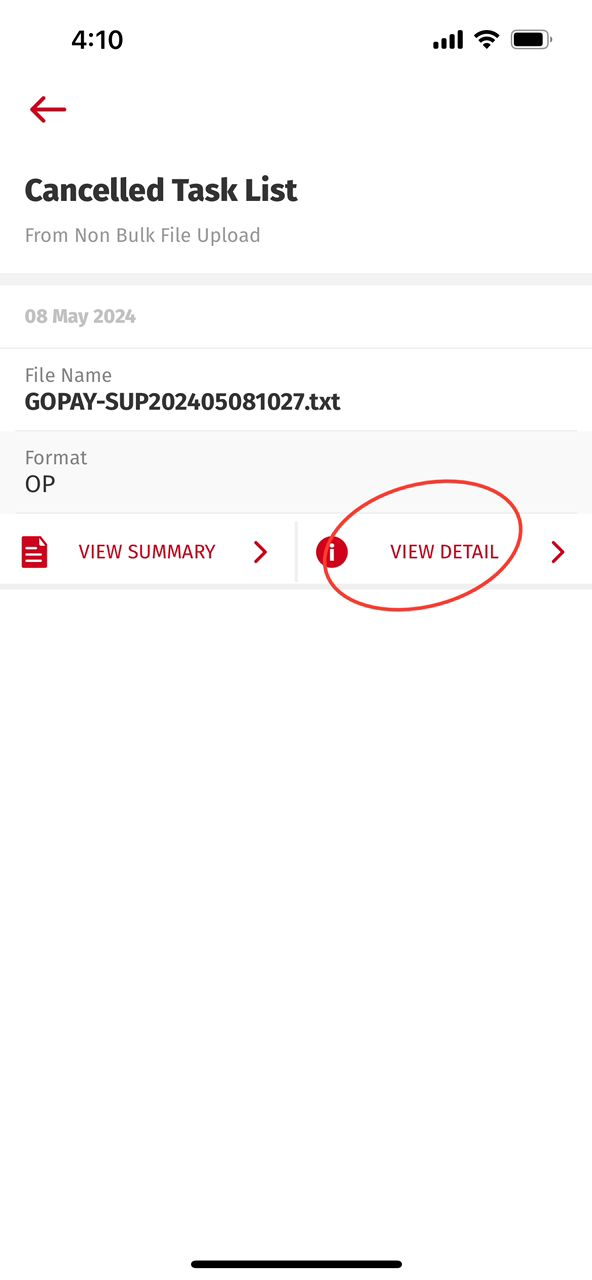 4:10
Cancelled Task List
From Non Bulk File Upload
08 May 2024
File Name
GOPAY-SUP202405081027.txt
Format
OP
VIEW SUMMARY
VIEW DETAIL